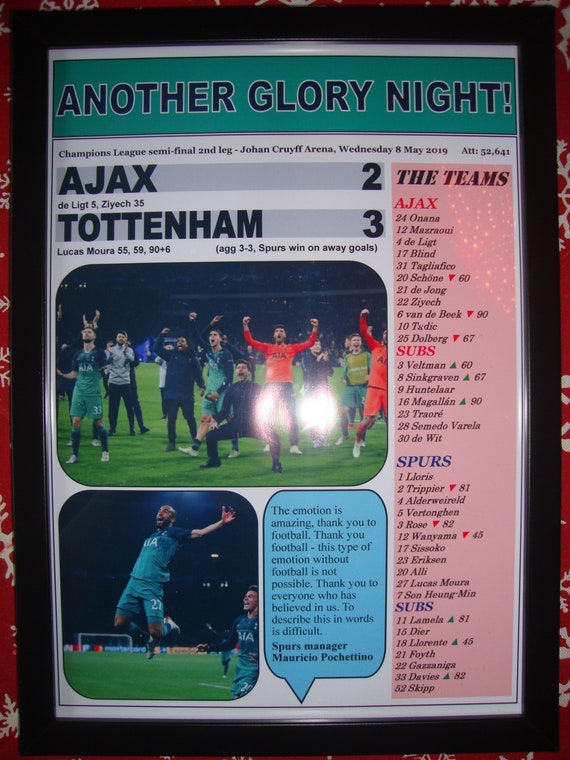 ANOTHER GLORY NIGHT!
Champions League semi-final 2nd leg - Johan Cruyff Arena, Wednesday 8 May 2019 Att: 52,641
AJAX 2
de Ligt 5, Ziyech 35
TOTTENHAM 3
Lucas Moura 55, 59, 90+6 (agg 3-3, Spurs win on away goals)
THE TEAMS
AJAX
24 Onana
12 Mazraoui
4 de Ligt
17 Blind
31 Tagliafico
20 Schöne ▼ 60
21 de Jong
22 Ziyech
6 van de Beek ▼ 90
10 Tadic
25 Dolberg ▼ 67
SUBS
3 Veltman ▲ 60
8 Sinkgraven ▲ 67
9 Huntelaar
16 Magallán ▲ 90
23 Traoré
28 Semedo Varela
30 de Wit
SPURS
1 Lloris
2 Trippier ▼ 81
4 Alderweireld
5 Vertonghen
3 Rose ▼ 82
12 Wanyama ▼ 45
17 Sissoko
23 Eriksen
20 Alli
27 Lucas Moura
7 Son Heung-Min
SUBS
11 Lamela ▲ 81
15 Dier
18 Llorente ▲ 45
21 Foyth
22 Gazzaniga
33 Davies ▲ 82
52 Skipp
AIA
33
AIA
27
AIA
mastercard
The emotion is
amazing, thank you to
football. Thank you
football - this type of
emotion without
football is not
possible. Thank you to
everyone who has
believed in us. To
describe this in words
is difficult.
Spurs manager
Mauricio Pochettino